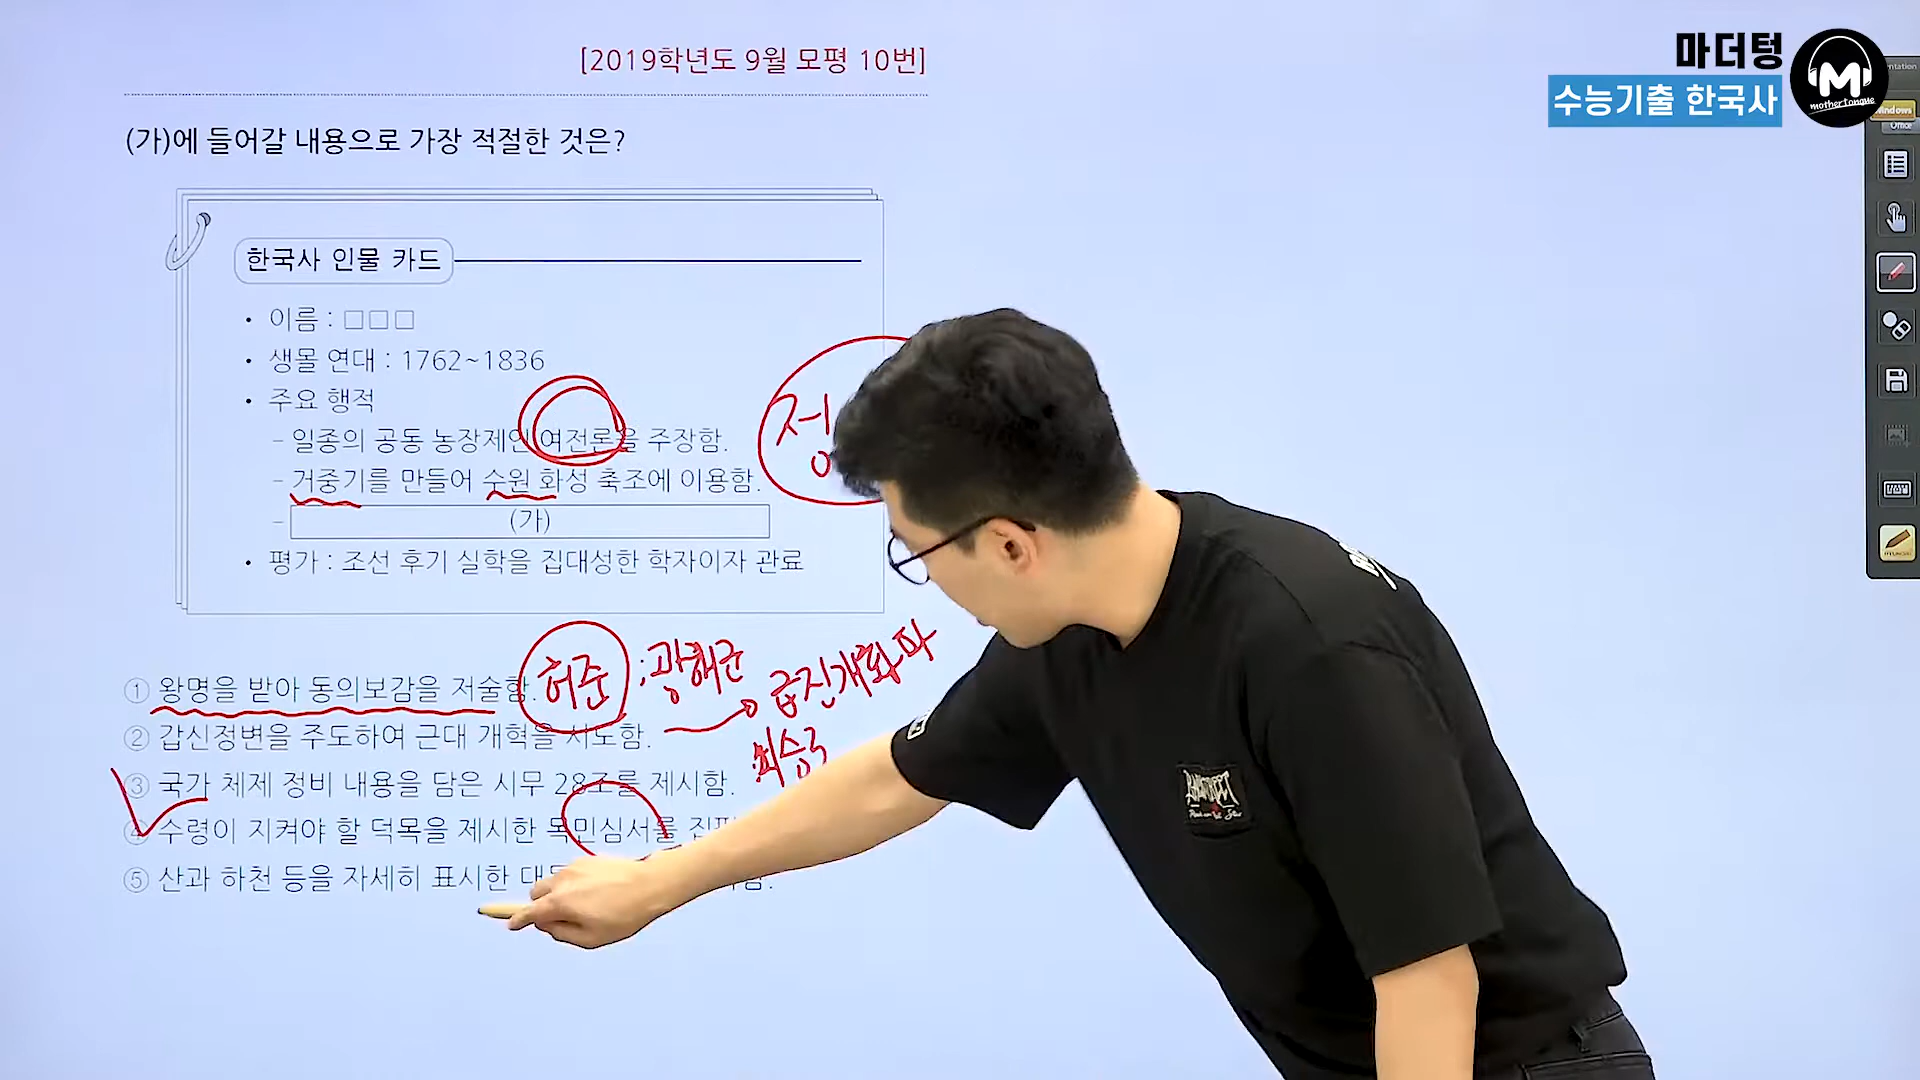 [2019학년도 9월 모평 10번]
마더텅
수능기출 한국사
M
mothertongue
(가)에 들어갈 내용으로 가장 적절한 것은?
한국사 인물 카드
• 이름 : □□□
• 생몰 연대 : 1762~1836
• 주요 행적
– 일종의 공동 농장제인 여전론을 주장함.
– 거중기를 만들어 수원 화성 축조에 이용함.
– (가)
• 평가 : 조선 후기 실학을 집대성한 학자이자 관료
정
① 왕명을 받아 동의보감을 저술함.
허준 ; 광해군
② 갑신정변을 주도하여 근대 개혁을 시도함.
급진개화파
③ 국가 체제 정비 내용을 담은 시무 28조를 제시함.
최승로
④ 수령이 지켜야 할 덕목을 제시한 목민심서를
⑤ 산과 하천 등을 자세히 표시한
Office